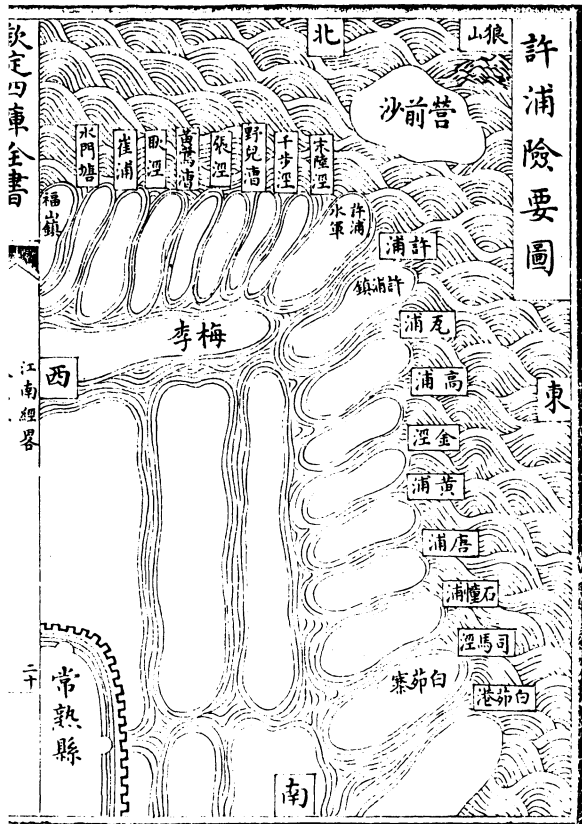 許浦險要圖
北
狼山
營前沙
東
西
南
朱陸涇
千步涇
野兒漕
張涇
黃莽漕
耿涇
崔浦
水門塘
福山鎮
許浦水軍
許浦
許浦鎮
瓦浦
高浦
金涇
黃浦
唐浦
石憧浦
司馬涇
白茆港
白茆寨
梅李
常熟縣
欽定四庫全書
江南經畧
二十